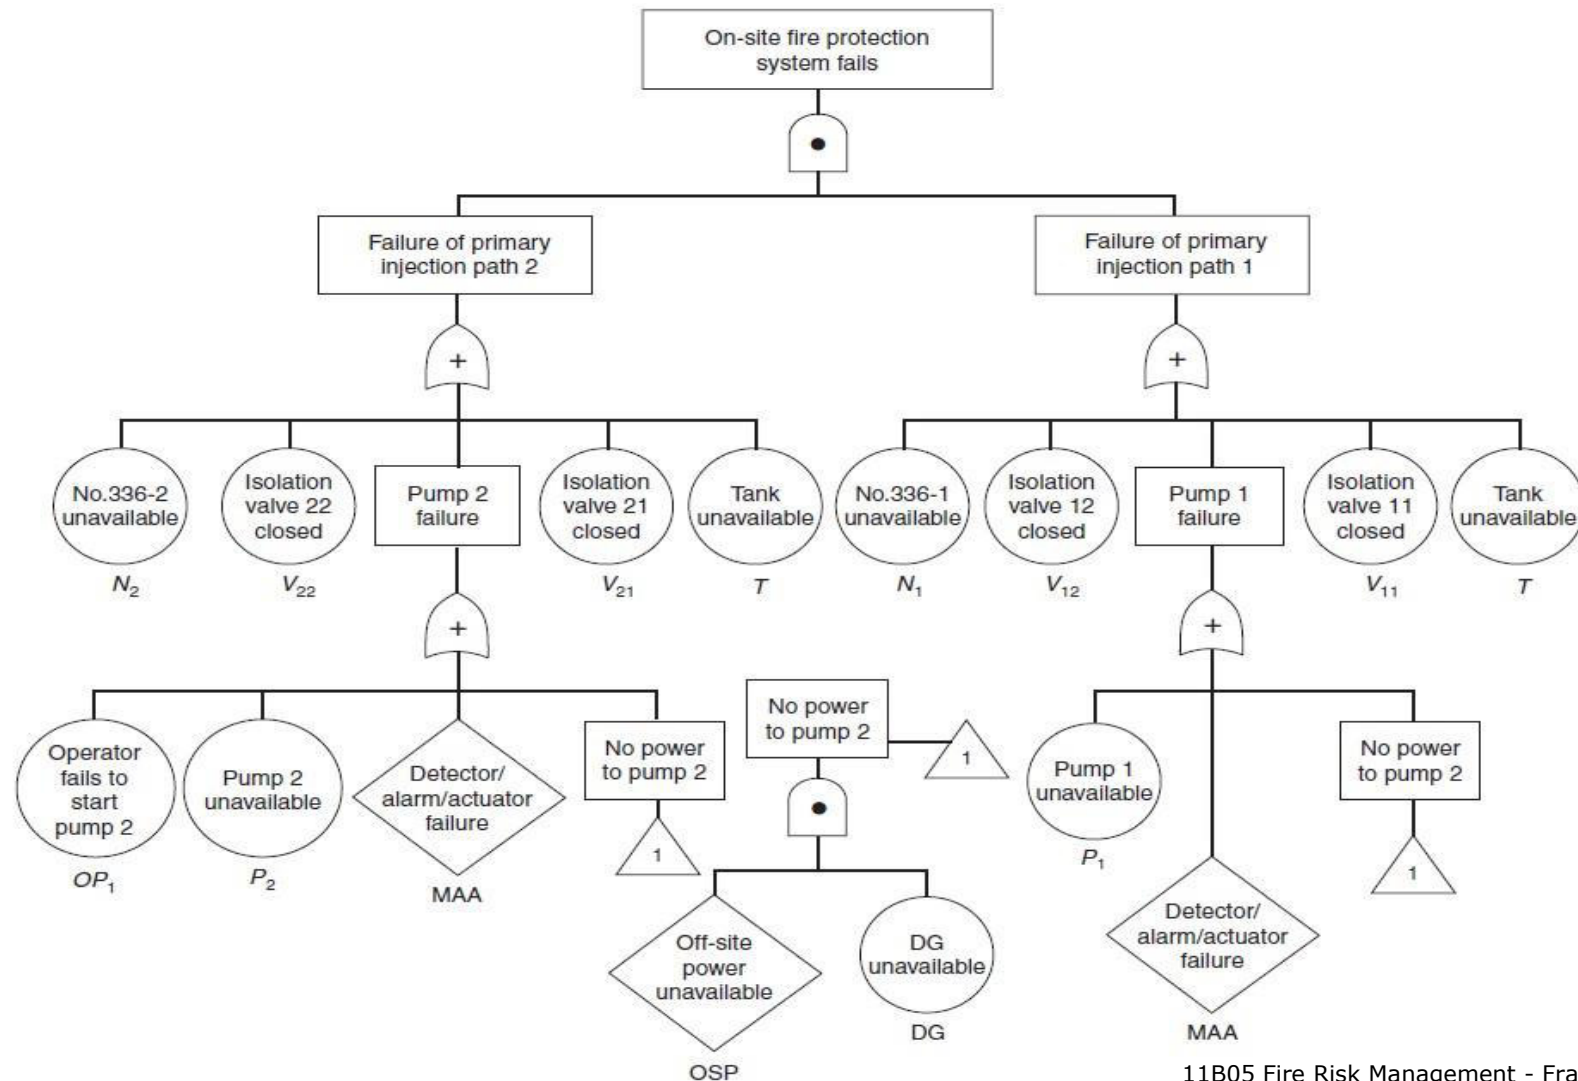 On-site fire protection
system fails
•
Failure of primary
injection path 2
Failure of primary
injection path 1
+
+
No.336-2
unavailable
Isolation
valve 22
closed
Pump 2
failure
Isolation
valve 21
closed
Tank
unavailable
No.336-1
unavailable
Isolation
valve 12
closed
Pump 1
failure
Isolation
valve 11
closed
Tank
unavailable
N2
V22
V21
T
N1
V12
V11
T
+
+
Operator
fails to
start
pump 2
Pump 2
unavailable
Detector/
alarm/actuator
failure
No power
to pump 2
1
No power
to pump 2
1
Pump 1
unavailable
No power
to pump 2
1
OP1
P2
MAA
•
P1
Off-site
power
unavailable
DG
unavailable
Detector/
alarm/actuator
failure
OSP
DG
MAA
11B05 Fire Risk Management - Fra